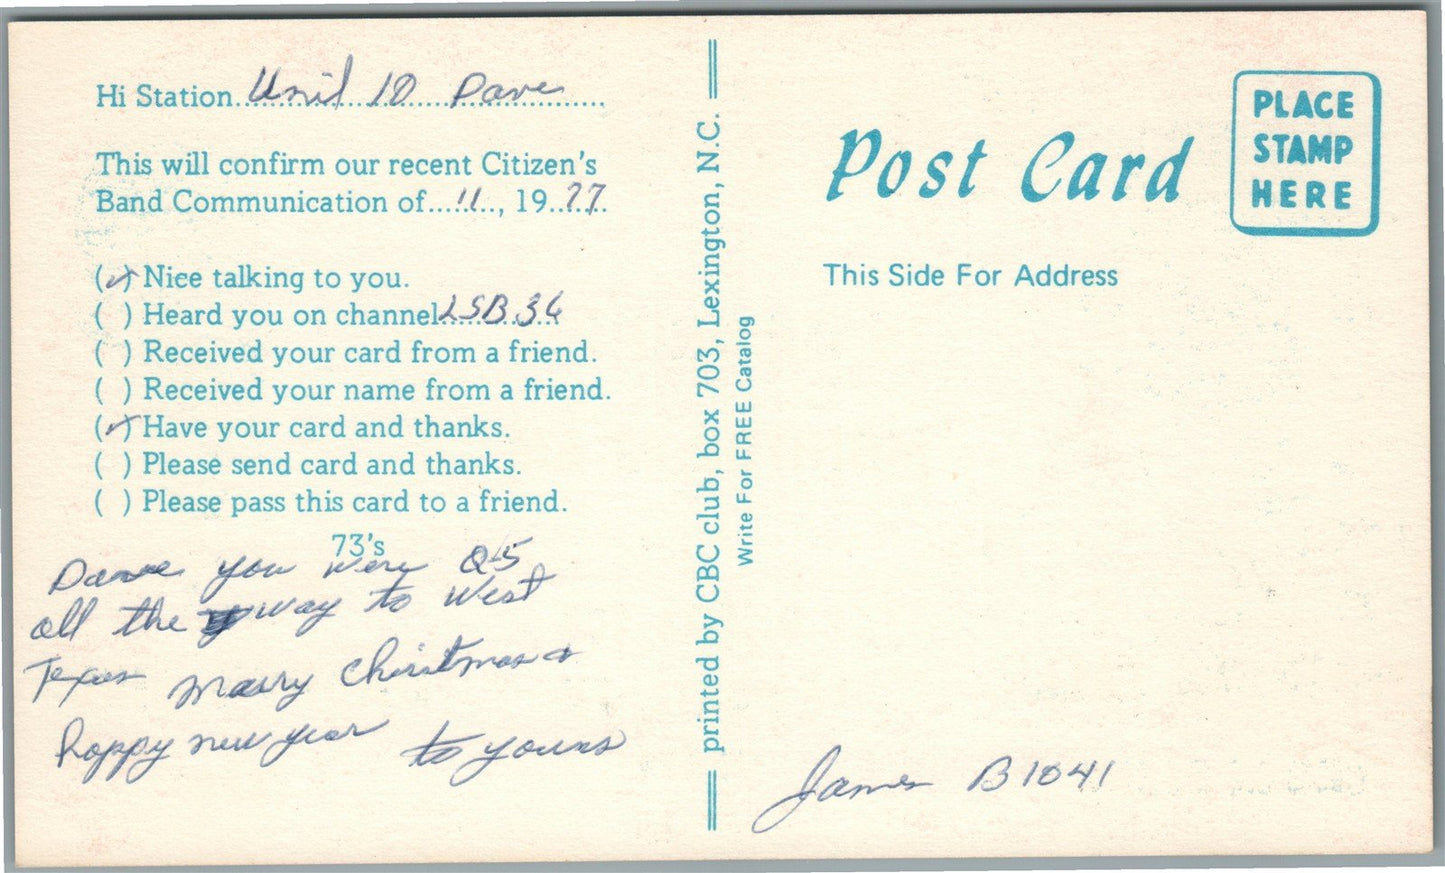 Hi Station Unit 10 Dave
This will confirm our recent Citizen's
Band Communication of 11, 1977
(✓) Nice talking to you.
( ) Heard you on channel LSB 36
( ) Received your card from a friend.
( ) Received your name from a friend.
(✓) Have your card and thanks.
( ) Please send card and thanks.
( ) Please pass this card to a friend.
73's
Dave you were Q5
all the way to West
Texas Marry Christmas &
happy new year to yours
printed by CBC club, box 703, Lexington, N.C.
Write For FREE Catalog
Post Card
PLACE
STAMP
HERE
This Side For Address
James B1041